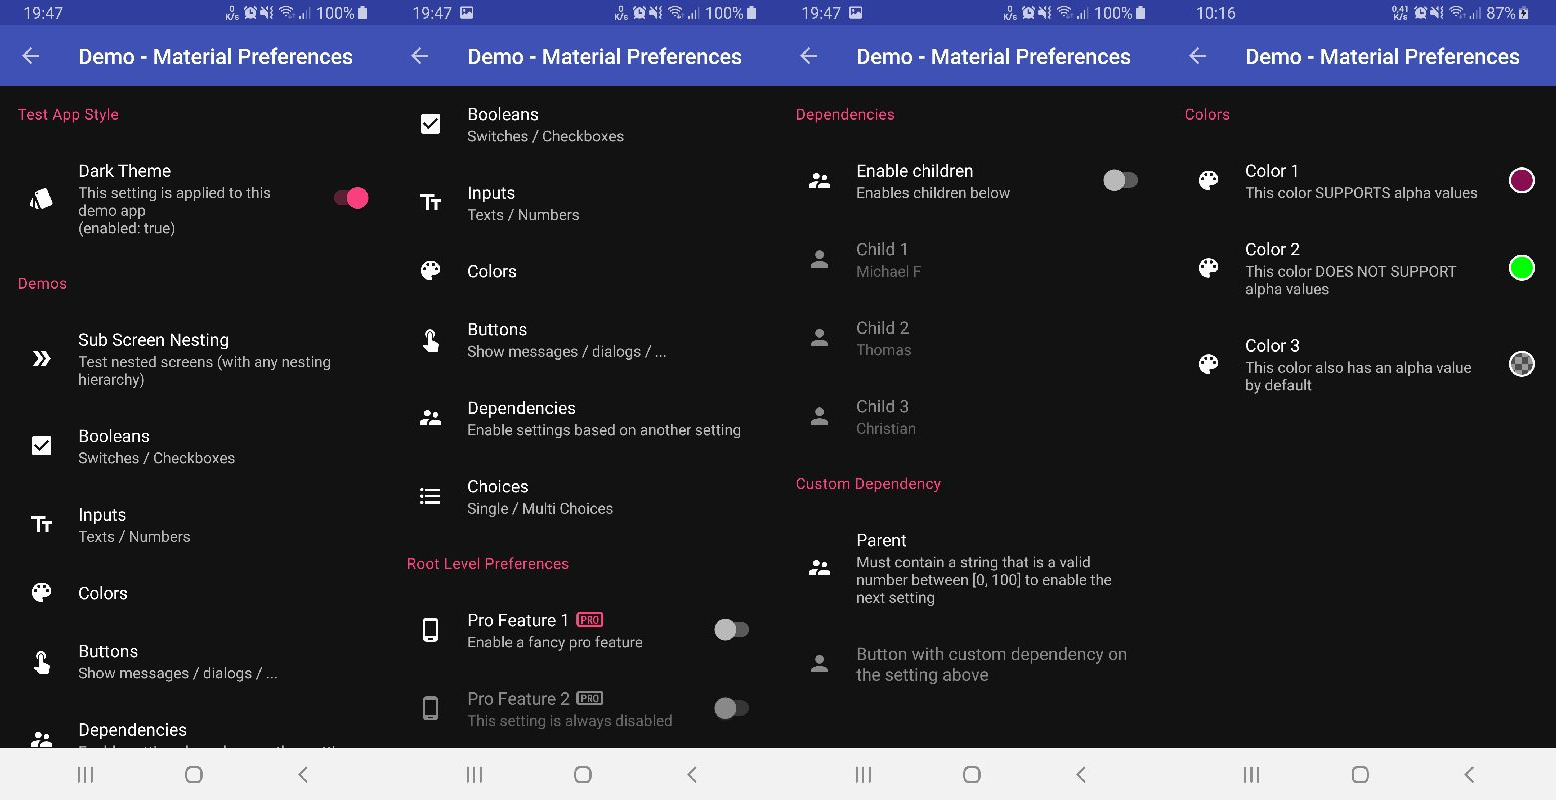 19:47
0
K/s
100%
Demo - Material Preferences
Test App Style
Dark Theme
This setting is applied to this
demo app
(enabled: true)
Demos
Sub Screen Nesting
Test nested screens (with any nesting
hierarchy)
Booleans
Switches / Checkboxes
Inputs
Texts / Numbers
Colors
Buttons
Show messages / dialogs / ...
Dependencies
19:47
0
K/s
100%
Demo - Material Preferences
Booleans
Switches / Checkboxes
Inputs
Texts / Numbers
Colors
Buttons
Show messages / dialogs / ...
Dependencies
Enable settings based on another setting
Choices
Single / Multi Choices
Root Level Preferences
Pro Feature 1 PRO
Enable a fancy pro feature
Pro Feature 2 PRO
This setting is always disabled
19:47
0
K/s
100%
Demo - Material Preferences
Dependencies
Enable children
Enables children below
Child 1
Michael F
Child 2
Thomas
Child 3
Christian
Custom Dependency
Parent
Must contain a string that is a valid
number between [0, 100] to enable the
next setting
Button with custom dependency on
the setting above
10:16
0,41
K/s
87%
Demo - Material Preferences
Colors
Color 1
This color SUPPORTS alpha values
Color 2
This color DOES NOT SUPPORT
alpha values
Color 3
This color also has an alpha value
by default